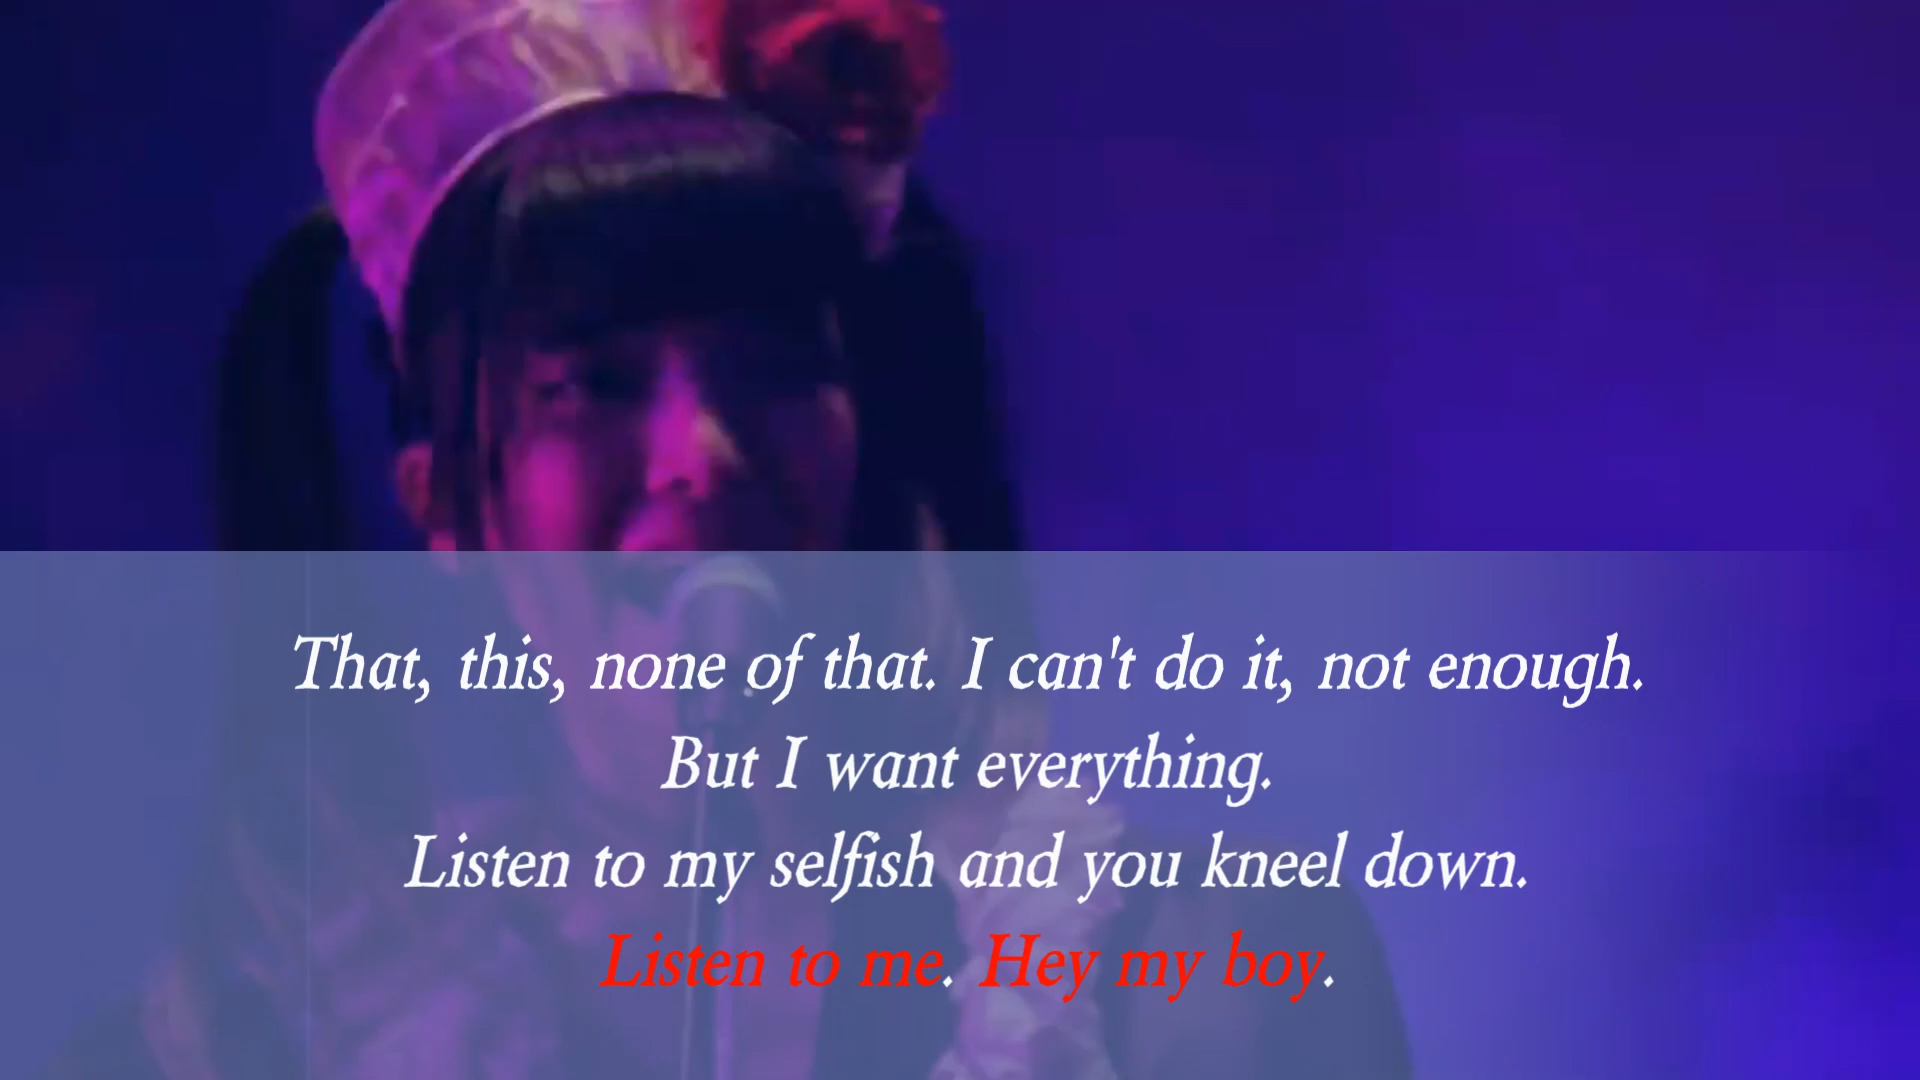 That, this, none of that. I can't do it, not enough.
But I want everything.
Listen to my selfish and you kneel down.
Listen to me. Hey my boy.